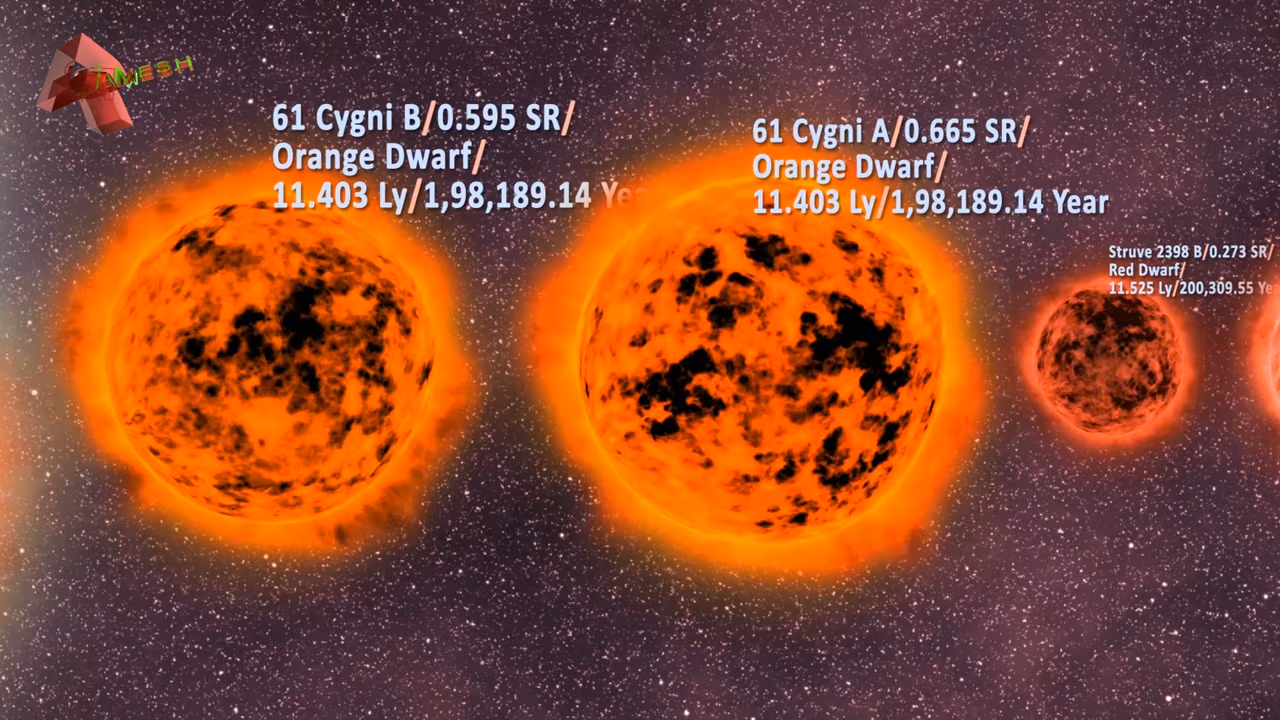 61 Cygni B/0.595 SR/
Orange Dwarf/
11.403 Ly/1,98,189.14 Ye
61 Cygni A/0.665 SR/
Orange Dwarf/
11.403 Ly/1,98,189.14 Year
Struve 2398 B/0.273 SR/
Red Dwarf/
11.525 Ly/200,309.55 Ye